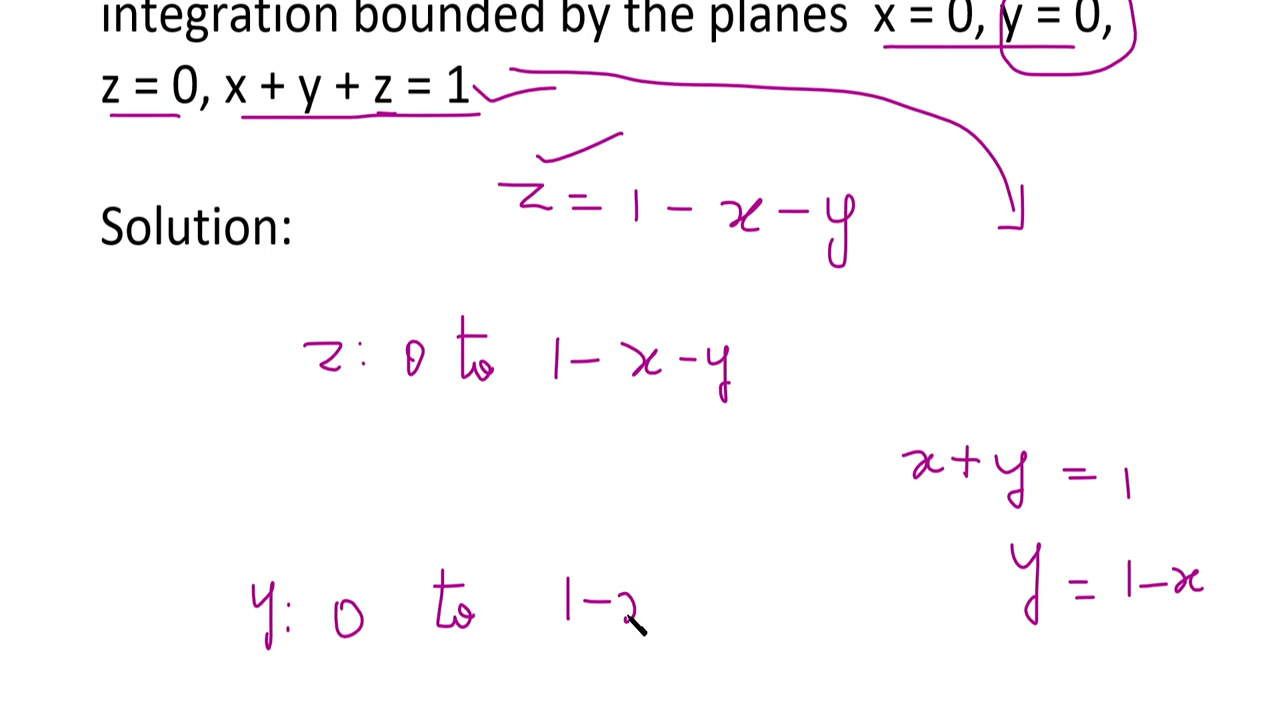 integration bounded by the planes x = 0, y = 0,
z = 0, x + y + z = 1
z = 1 - x - y
Solution:
z: 0 to 1 - x - y
x + y = 1
y = 1 - x
y: 0 to 1 -